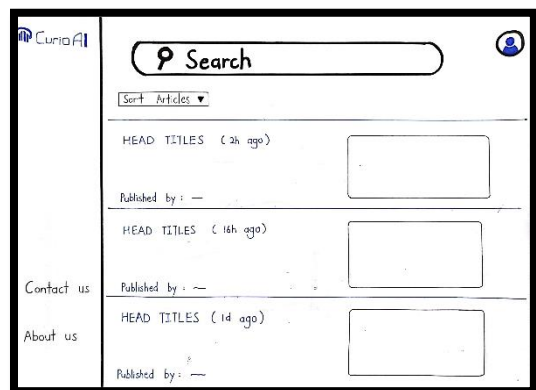 CurioAI
Search
Sort Articles ▼
HEAD TITLES (2h ago)
Published by : —
HEAD TITLES (16h ago)
Published by : ~
HEAD TITLES (1d ago)
Published by : ~
Contact us
About us